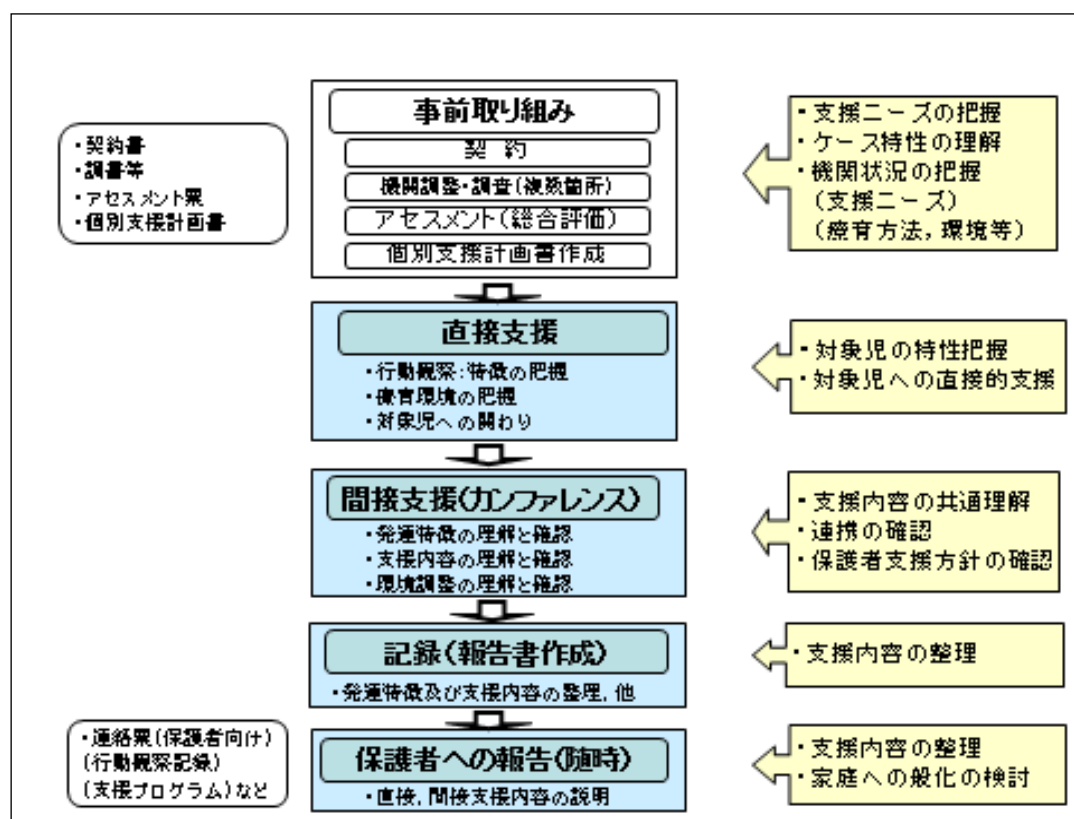 事前取り組み
契 約
機関調整・調査(複数箇所)
アセスメント(総合評価)
個別支援計画書作成
・契約書
・調書等
・アセスメント票
・個別支援計画書
・支援ニーズの把握
・ケース特性の理解
・機関状況の把握
(支援ニーズ)
(療育方法,環境等)
直接支援
・行動観察:特徴の把握
・療育環境の把握
・対象児への関わり
・対象児の特性把握
・対象児への直接的支援
間接支援(カンファレンス)
・発達特徴の理解と確認
・支援内容の理解と確認
・環境調整の理解と確認
・支援内容の共通理解
・連携の確認
・保護者支援方針の確認
記録(報告書作成)
・発達特徴及び支援内容の整理,他
・支援内容の整理
・連絡票(保護者向け)
(行動観察記録)
(支援プログラム)など
保護者への報告(随時)
・直接,間接支援内容の説明
・支援内容の整理
・家庭への般化の検討